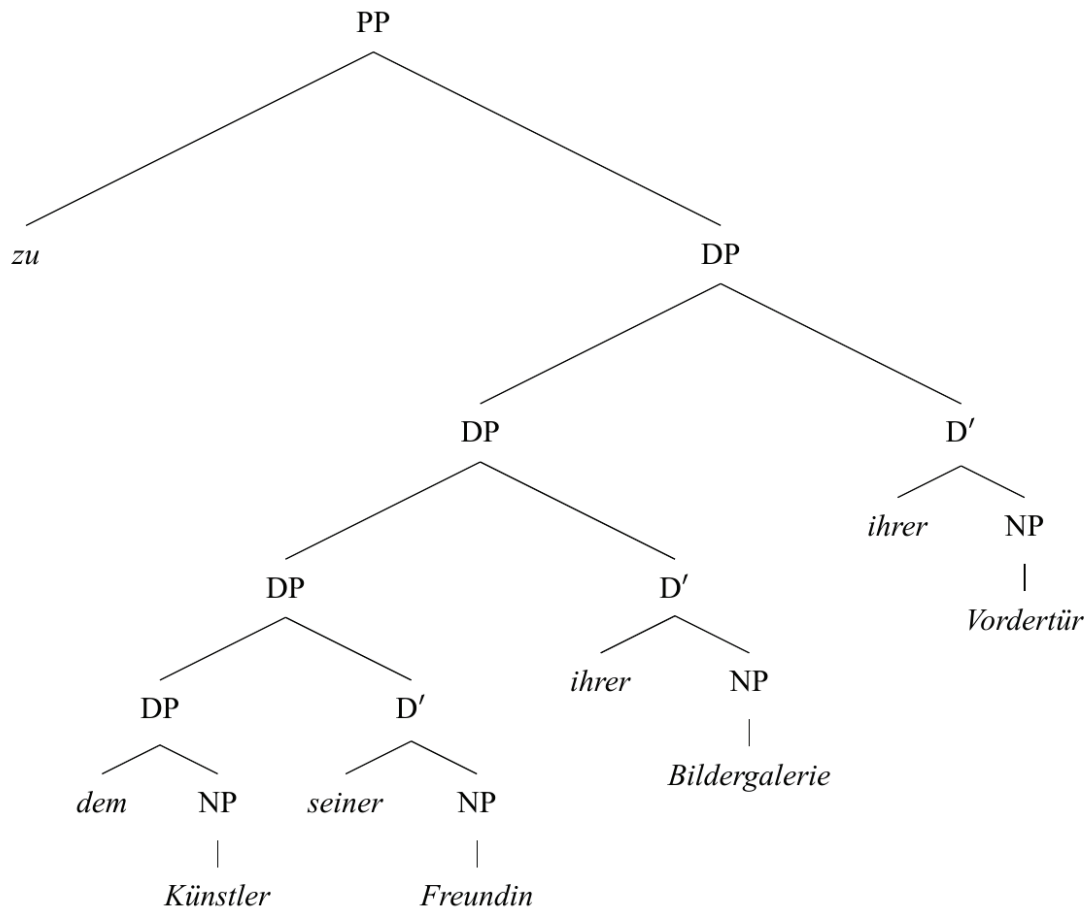 PP
zu DP
DP D′
ihrer NP
DP D′ Vordertür
ihrer NP
DP D′ Bildergalerie
dem NP seiner NP
Künstler Freundin